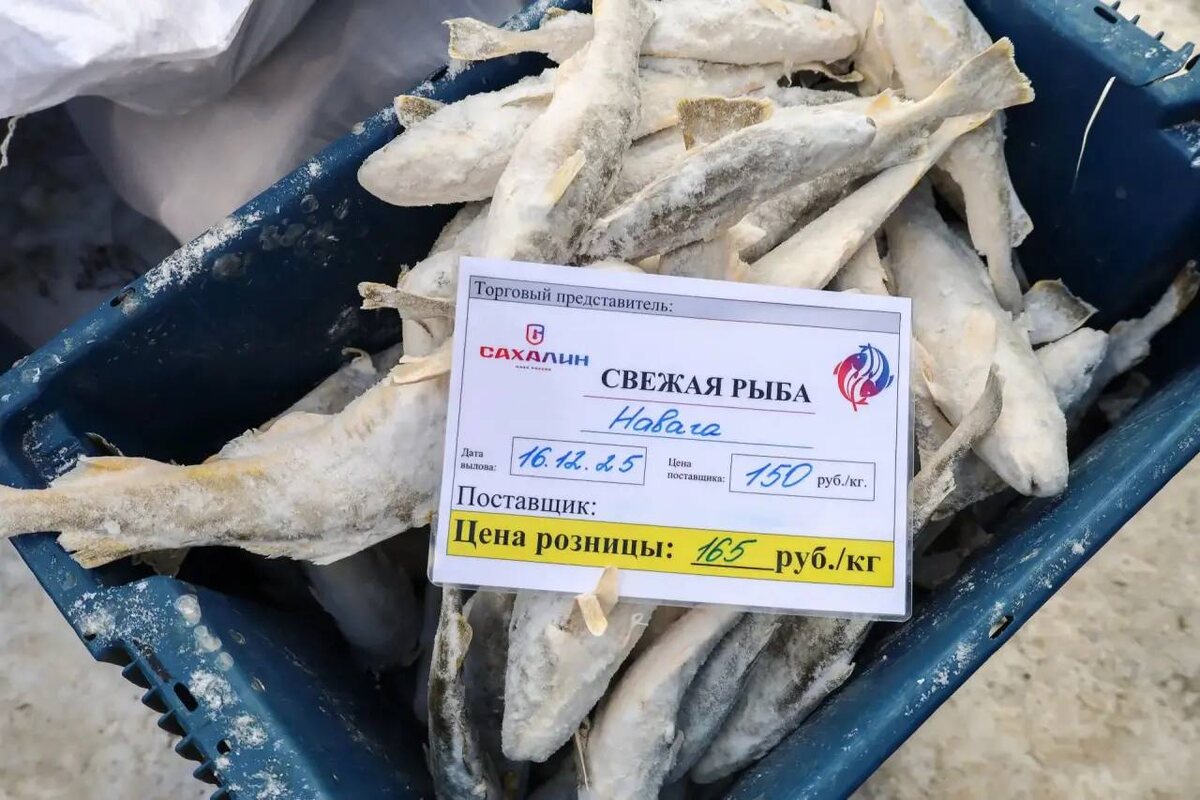 Торговый представитель:
САХАЛИН
СВЕЖАЯ РЫБА
Навага
Дата вылова: 16.12.25
Цена поставщика: 150 руб./кг.
Поставщик:
Цена розницы: 165 руб./кг